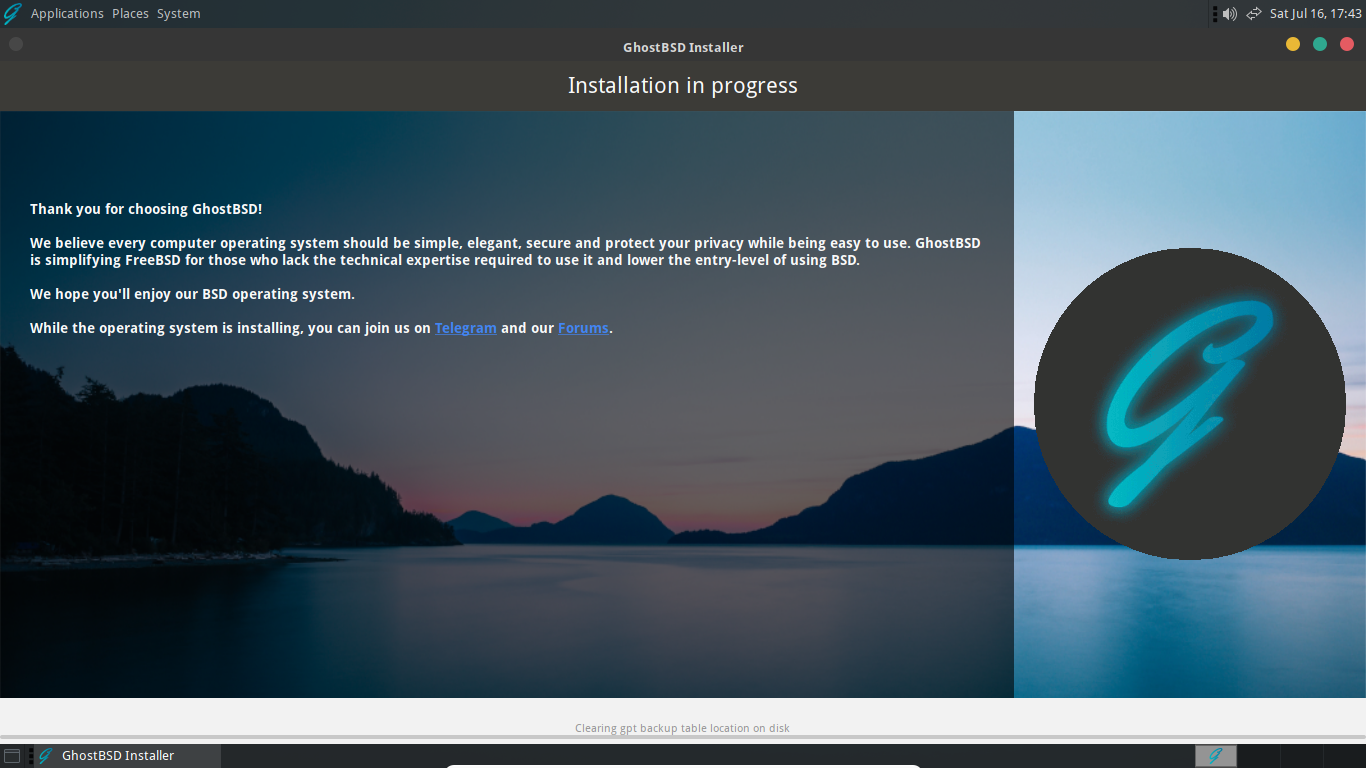 Applications Places System
Sat Jul 16, 17:43
GhostBSD Installer
Installation in progress
Thank you for choosing GhostBSD!
We believe every computer operating system should be simple, elegant, secure and protect your privacy while being easy to use. GhostBSD
is simplifying FreeBSD for those who lack the technical expertise required to use it and lower the entry-level of using BSD.
We hope you'll enjoy our BSD operating system.
While the operating system is installing, you can join us on Telegram and our Forums.
Clearing gpt backup table location on disk
GhostBSD Installer